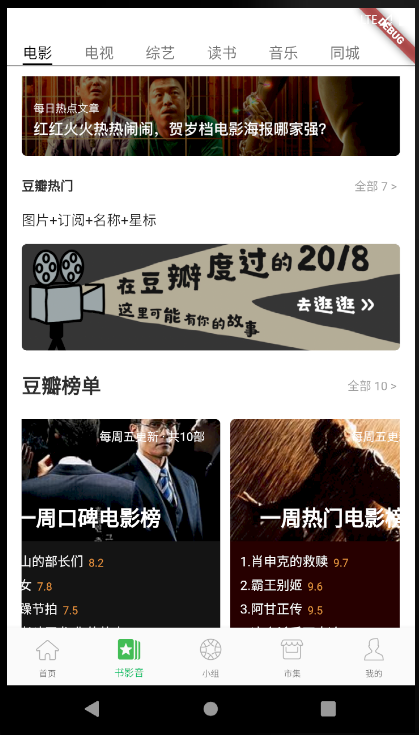 DEBUG
电影 电视 综艺 读书 音乐 同城
每日热点文章
红红火火热热闹闹，贺岁档电影海报哪家强?
豆瓣热门 全部 7 >
图片+订阅+名称+星标
在豆瓣度过的2018
这里可能有你的故事
去逛逛
豆瓣榜单 全部 10 >
每周五更新 · 共10部
一周口碑电影榜
山的部长们 8.2
女 7.8
躁节拍 7.5
每周五更
一周热门电影榜
1.肖申克的救赎 9.7
2.霸王别姬 9.6
3.阿甘正传 9.5
首页 书影音 小组 市集 我的